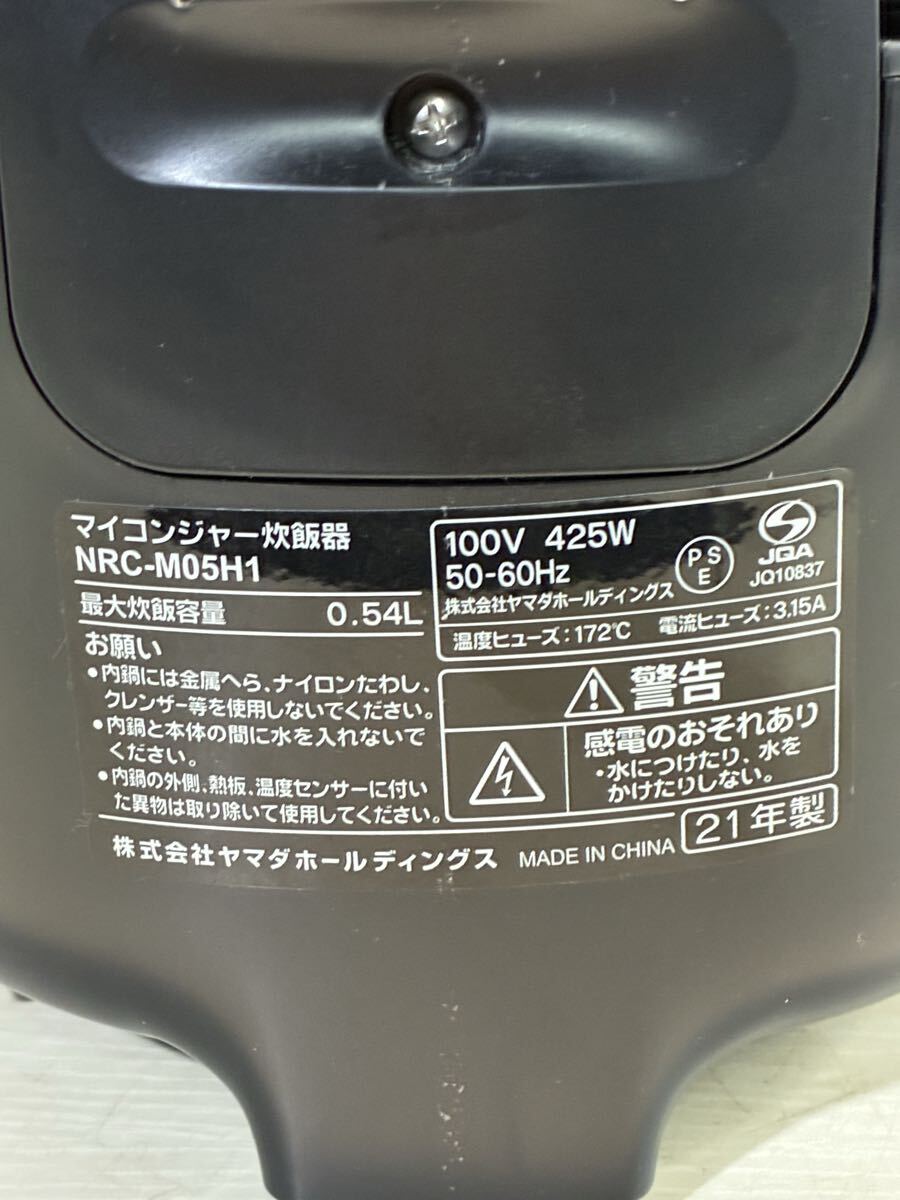 マイコンジャー炊飯器
NRC-M05H1
最大炊飯容量 0.54L
お願い
•内鍋には金属へら、ナイロンたわし、
クレンザー等を使用しないでください。
•内鍋と本体の間に水を入れないで
ください。
•内鍋の外側、熱板、温度センサーに付い
た異物は取り除いて使用してください。
100V 425W
50-60Hz
株式会社ヤマダホールディングス
PS
E
JQA
JQ10837
温度ヒューズ:172℃ 電流ヒューズ:3.15A
警告
感電のおそれあり
・水につけたり、水を
かけたりしない。
株式会社ヤマダホールディングス MADE IN CHINA 21年製